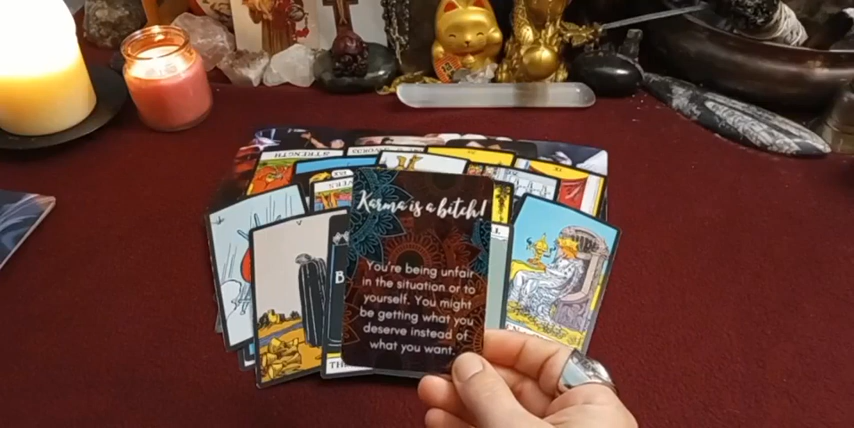 STRENGTH
Karma is a bitch!
You're being unfair
in the situation or to
yourself. You might
be getting what you
deserve instead of
what you want.
V